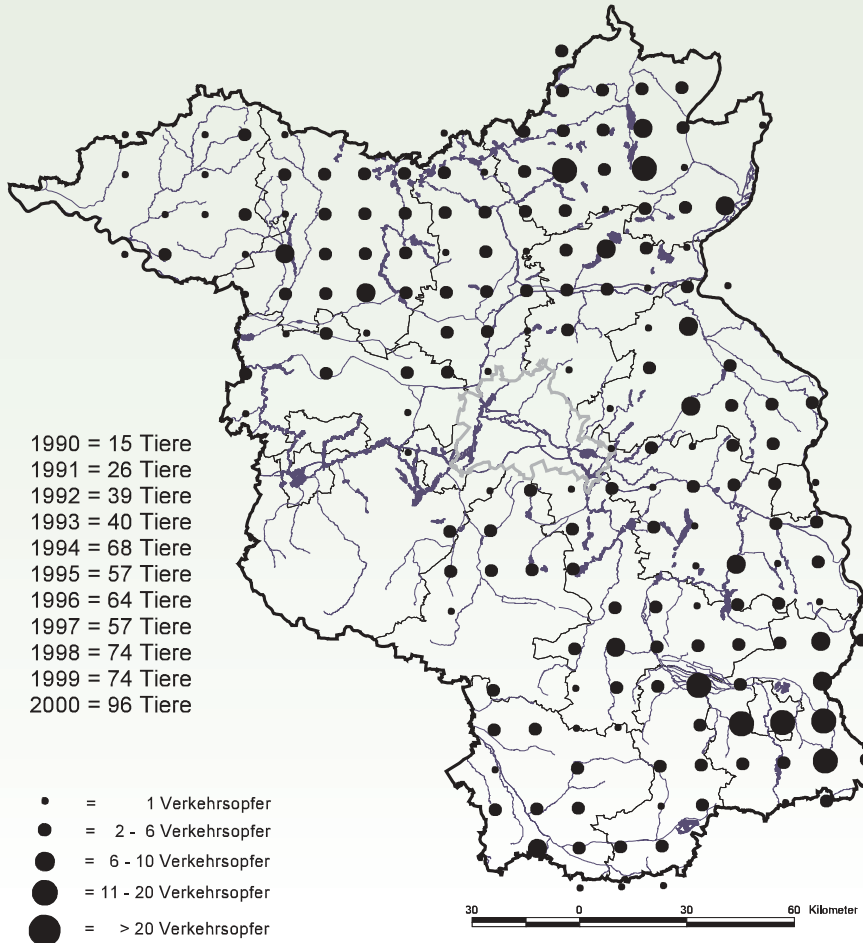 1990 = 15 Tiere
1991 = 26 Tiere
1992 = 39 Tiere
1993 = 40 Tiere
1994 = 68 Tiere
1995 = 57 Tiere
1996 = 64 Tiere
1997 = 57 Tiere
1998 = 74 Tiere
1999 = 74 Tiere
2000 = 96 Tiere
= 1 Verkehrsopfer
= 2 - 6 Verkehrsopfer
= 6 - 10 Verkehrsopfer
= 11 - 20 Verkehrsopfer
= > 20 Verkehrsopfer
30 0 30 60 Kilometer